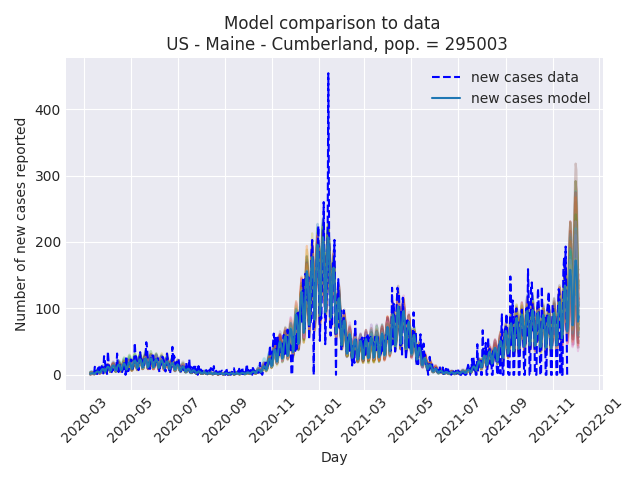 Model comparison to data
US - Maine - Cumberland, pop. = 295003
new cases data
new cases model
Number of new cases reported
400
300
200
100
0
2020-03
2020-05
2020-07
2020-09
2020-11
2021-01
2021-03
2021-05
2021-07
2021-09
2021-11
2022-01
Day